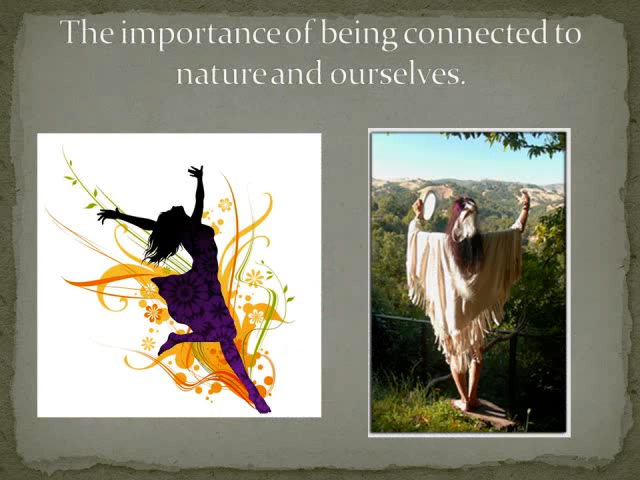 The importance of being connected to
nature and ourselves.